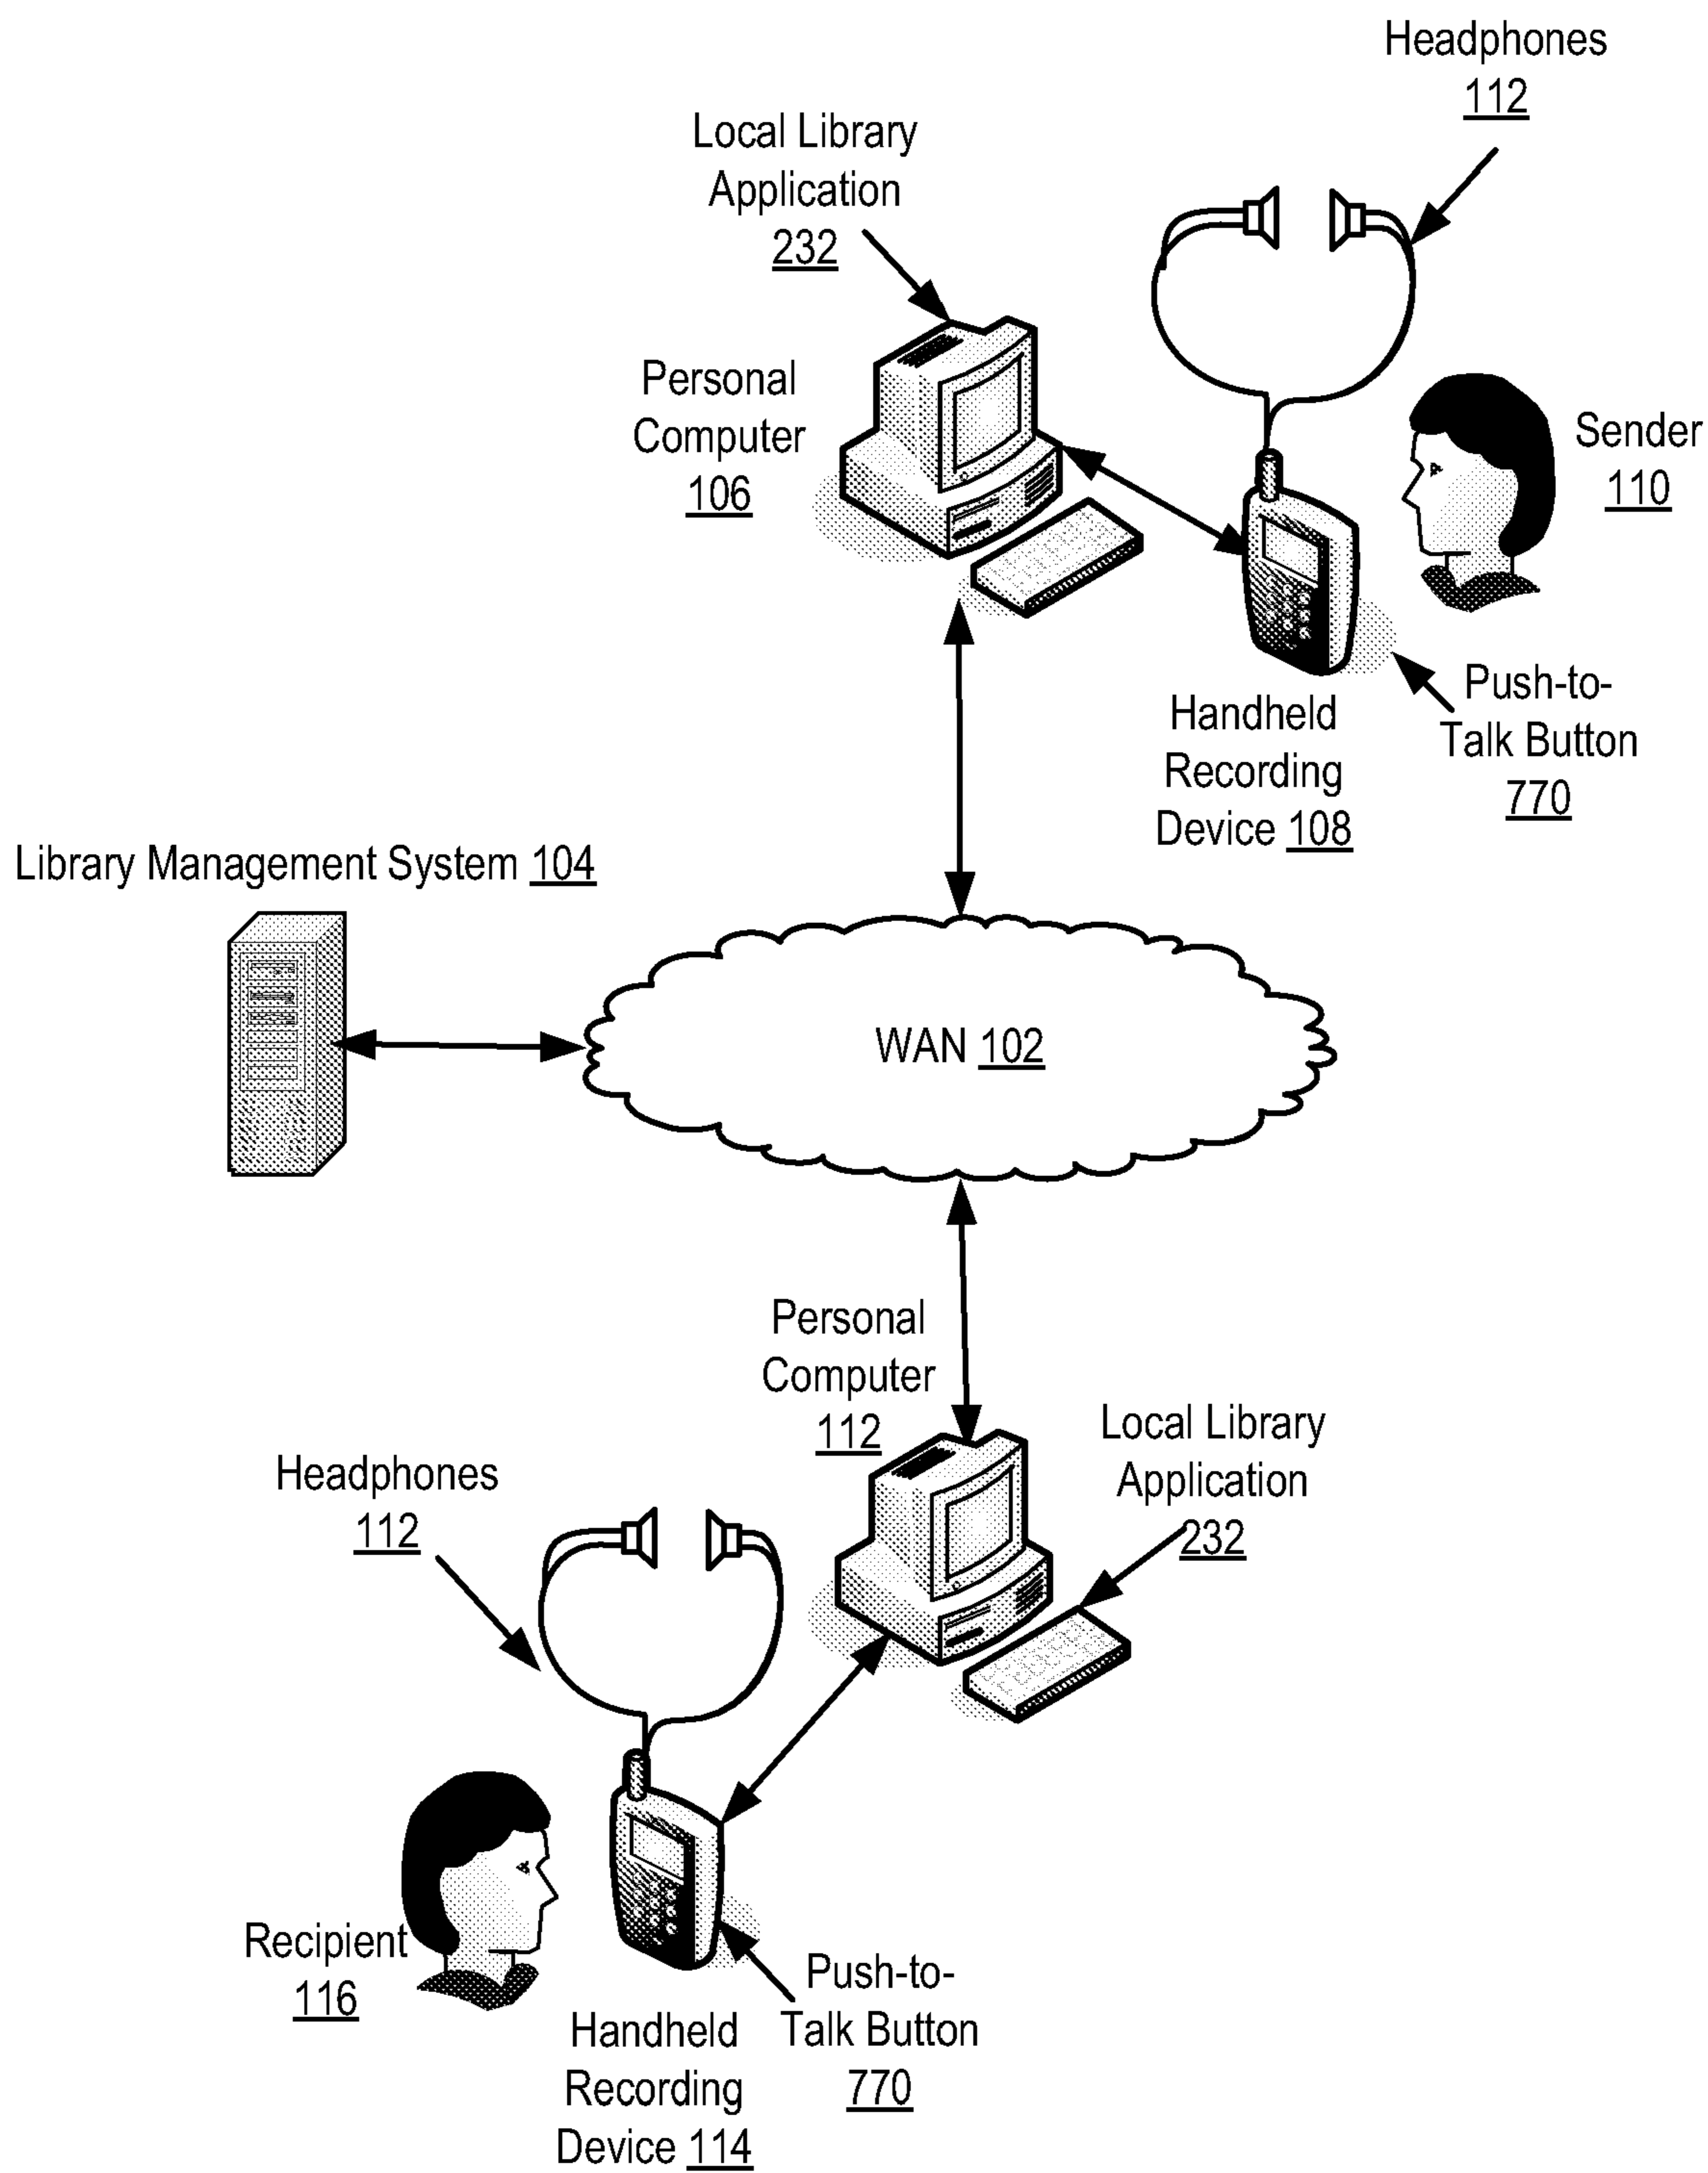 Headphones
112
Local Library
Application
232
Personal
Computer
106
Sender
110
Push-to-
Talk Button
770
Handheld
Recording
Device 108
Library Management System 104
WAN 102
Personal
Computer
112
Local Library
Application
232
Headphones
112
Recipient
116
Push-to-
Talk Button
770
Handheld
Recording
Device 114